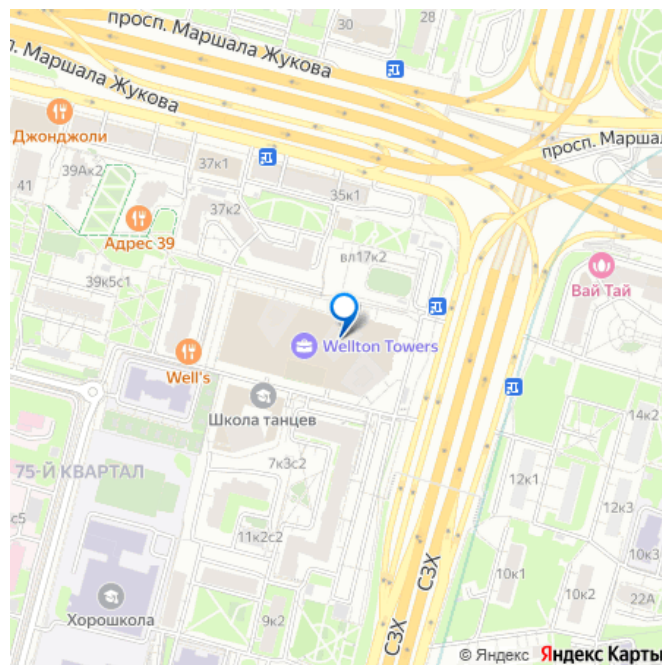 просп. Маршала Жукова
28
30
п. Маршала Жукова
Джонджоли
просп. Маршал
37к1
39Ак2
41
35к1
37к2
Адрес 39
вл17к2
Вай Тай
39к5с1
Wellton Towers
Well's
Школа танцев
14к2
7к3с2
75-Й КВАРТАЛ
12к1
12к3
с5
11к2с2
10к3
СЗХ
10к1
10к2
22А
Хорошкола
9к2
СЗХ
© Яндекс Яндекс Карты